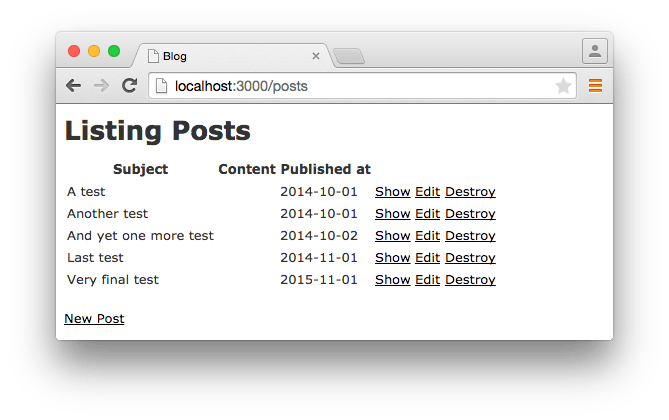 Blog
localhost:3000/posts
Listing Posts
Subject Content Published at
A test 2014-10-01 Show Edit Destroy
Another test 2014-10-01 Show Edit Destroy
And yet one more test 2014-10-02 Show Edit Destroy
Last test 2014-11-01 Show Edit Destroy
Very final test 2015-11-01 Show Edit Destroy
New Post